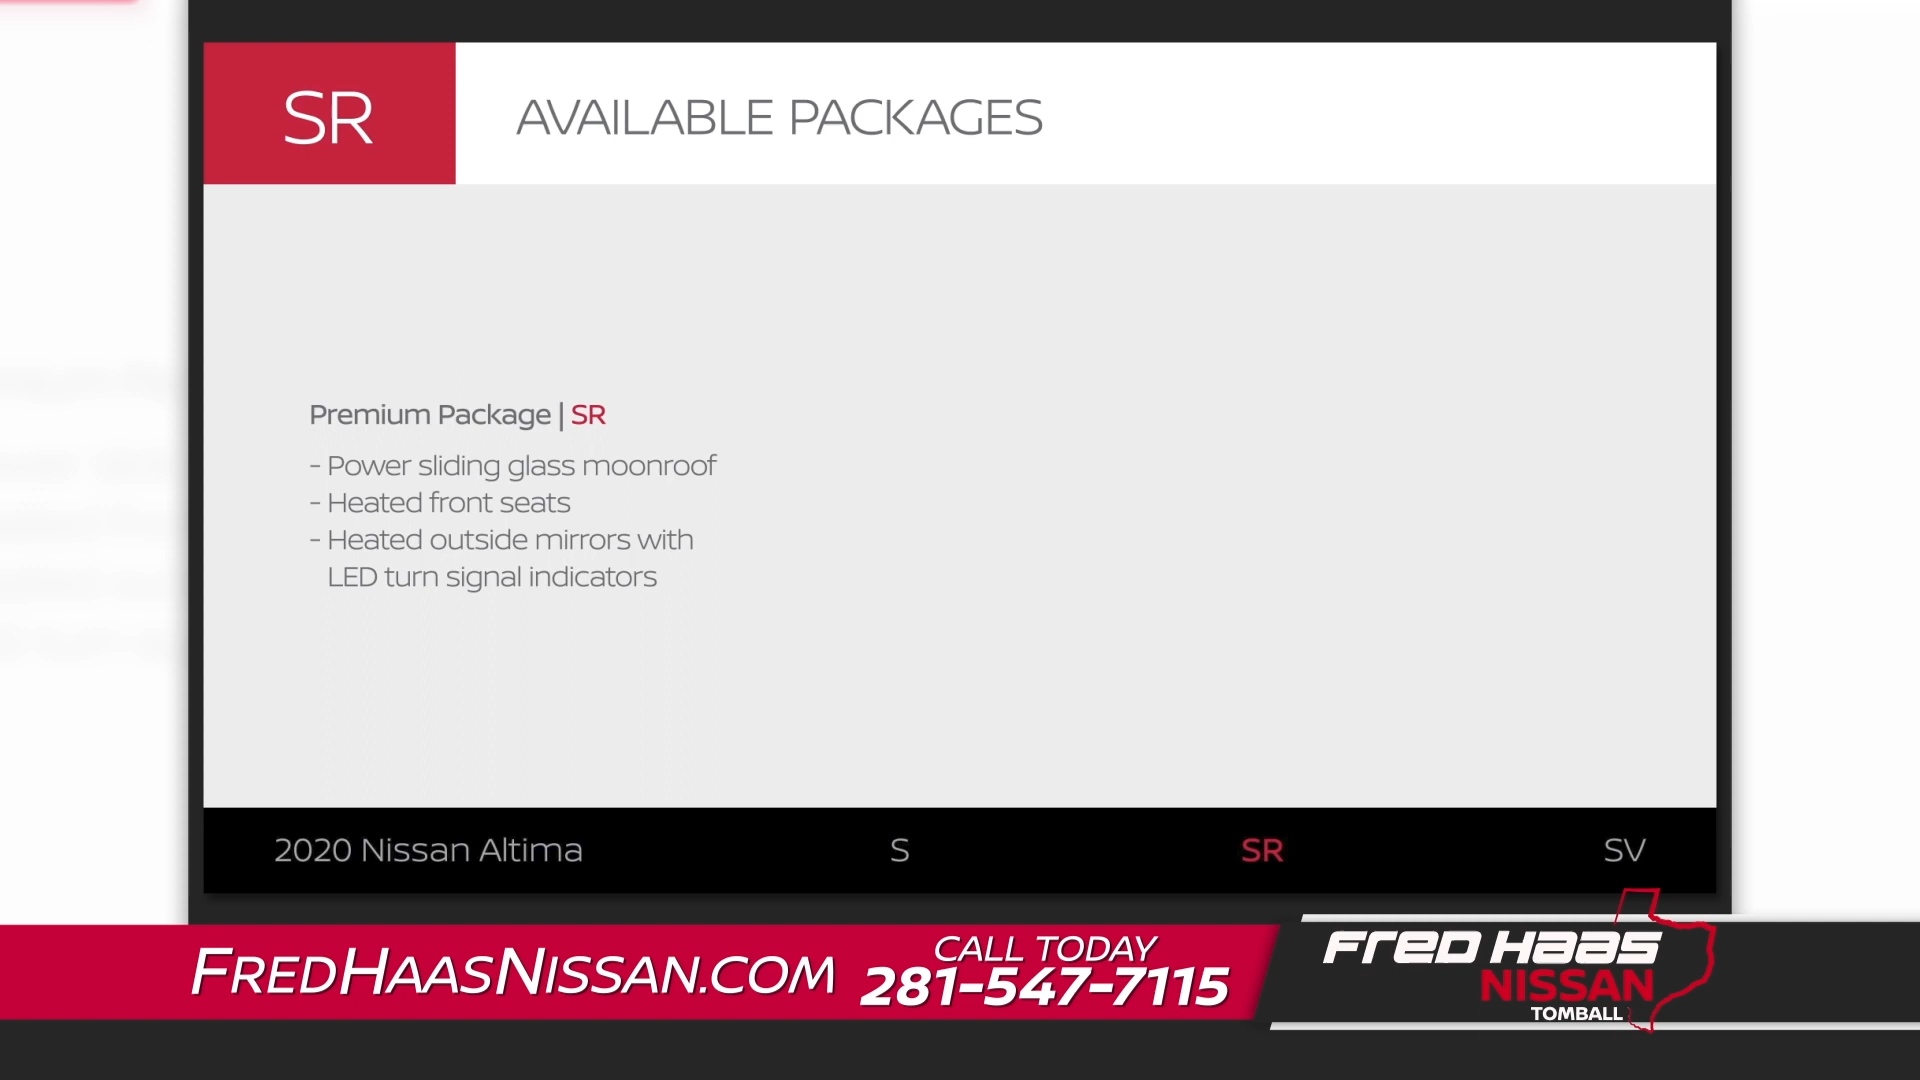 SR
AVAILABLE PACKAGES
Premium Package | SR
- Power sliding glass moonroof
- Heated front seats
- Heated outside mirrors with
LED turn signal indicators
2020 Nissan Altima
S
SR
SV
FREDHAASNISSAN.COM
CALL TODAY
281-547-7115
Fred Haas
NISSAN
TOMBALL